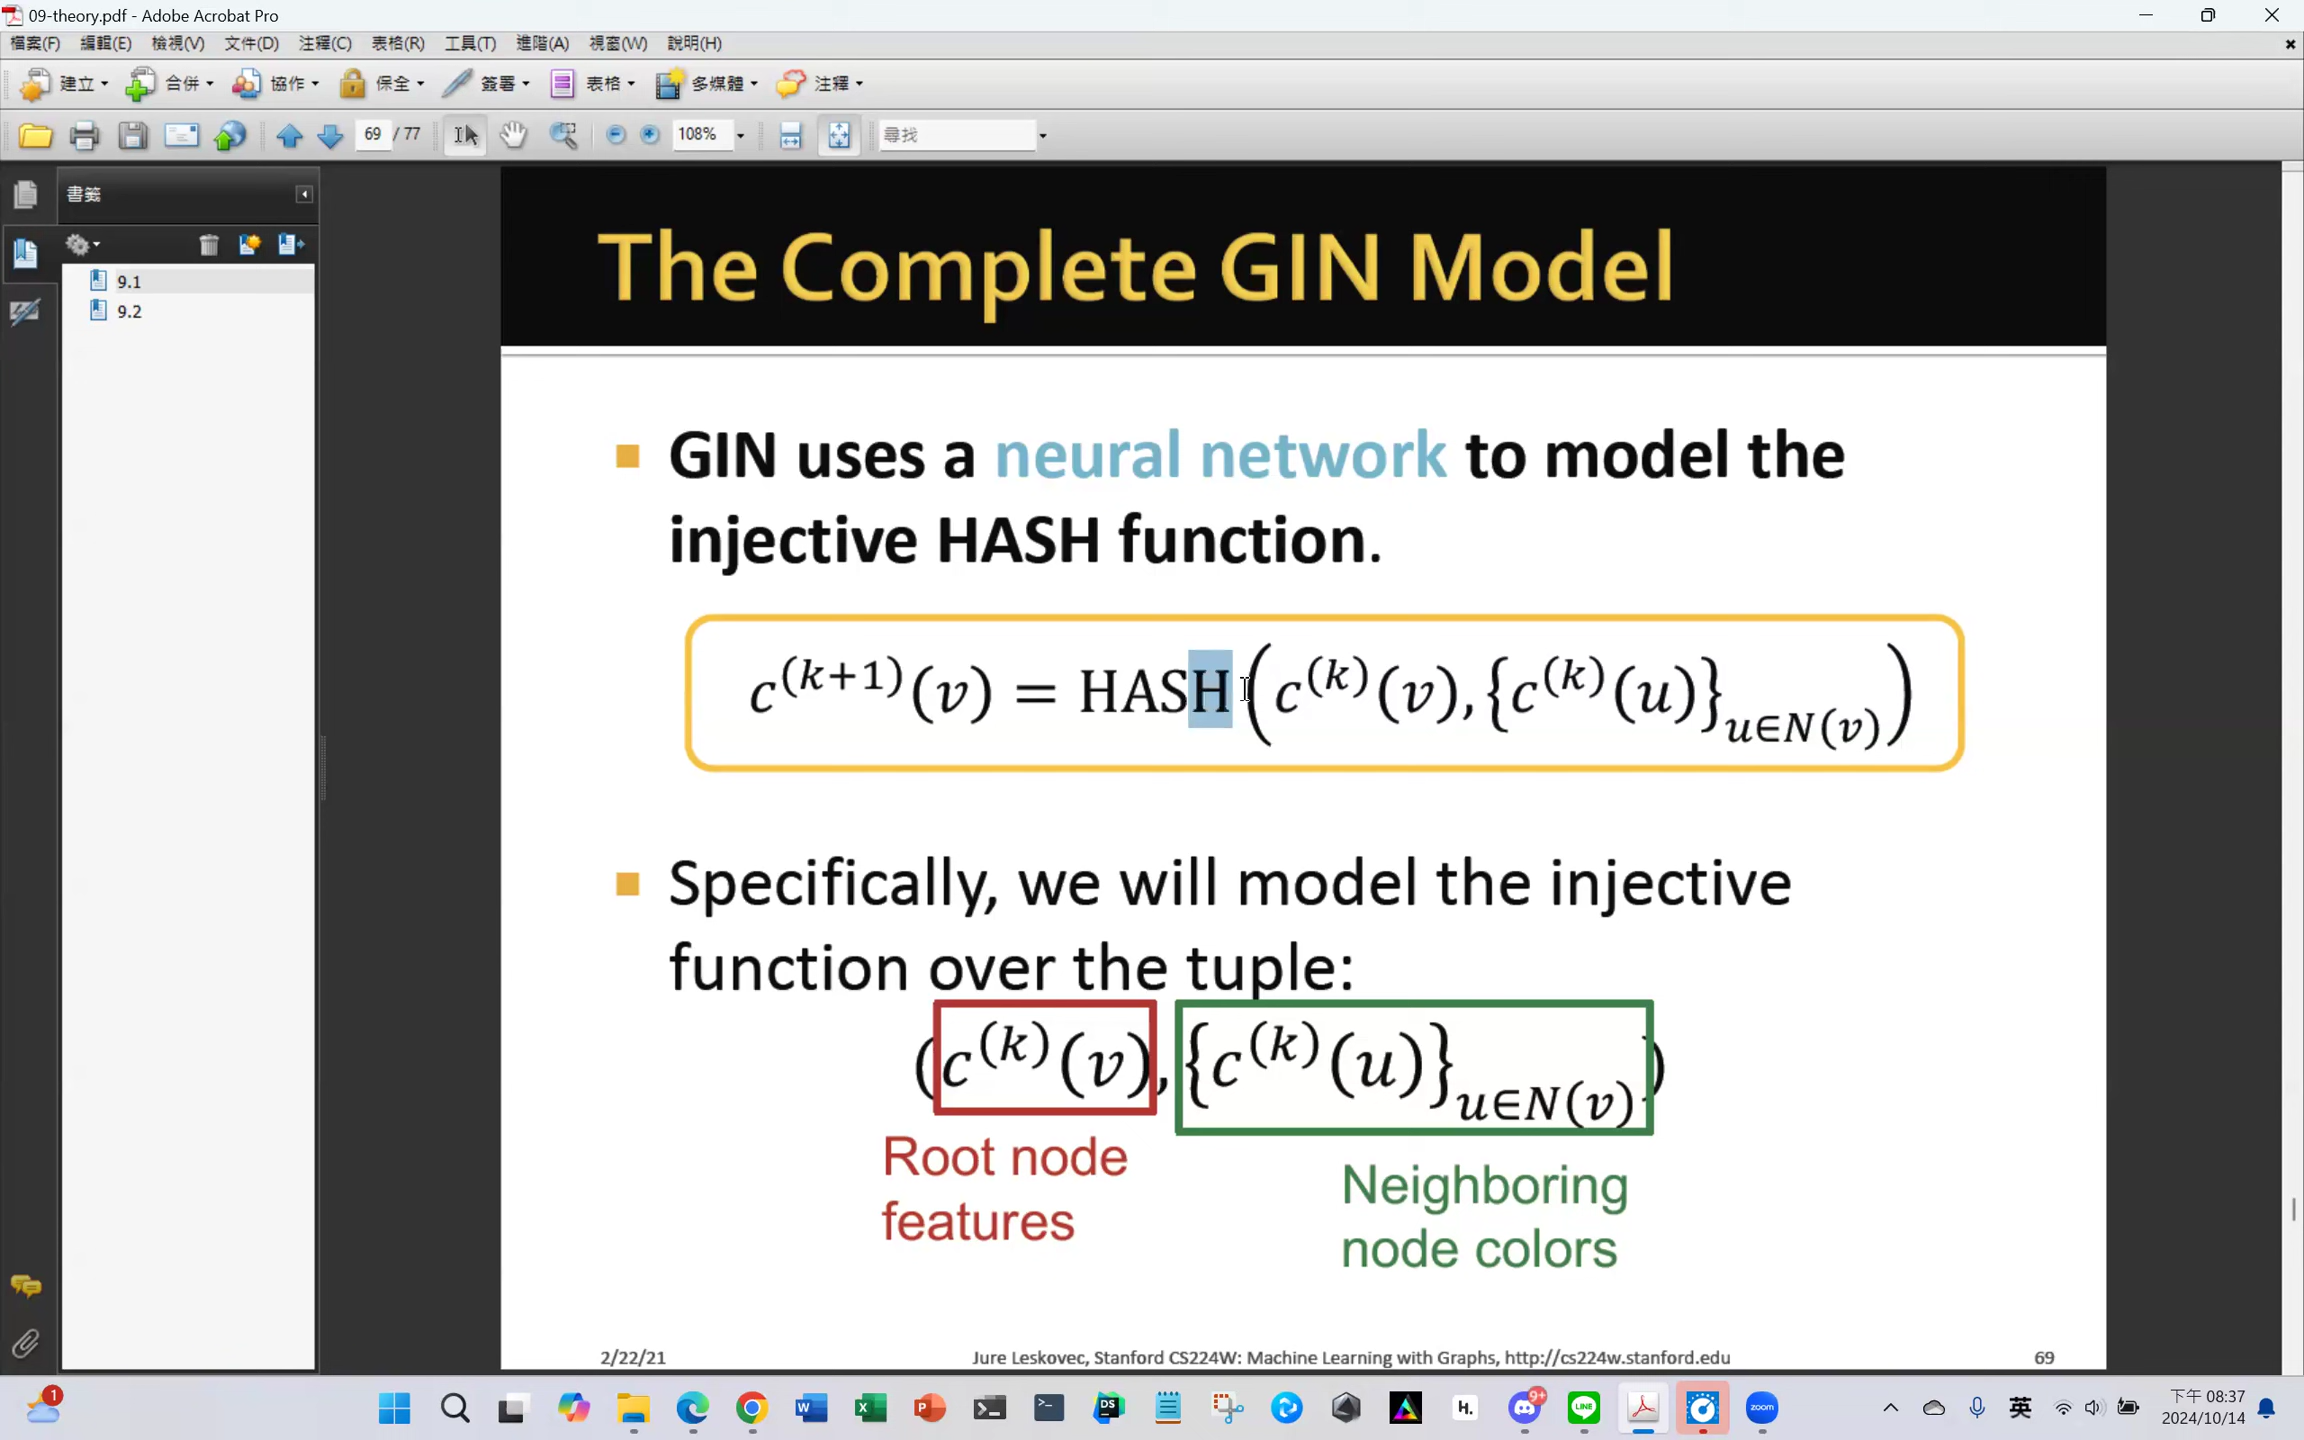 09-theory.pdf - Adobe Acrobat Pro
檔案(F) 編輯(E) 檢視(V) 文件(D) 注釋(C) 表格(R) 工具(T) 進階(A) 視窗(W) 說明(H)
建立 合併 協作 保全 簽署 表格 多媒體 注釋
69 / 77 108% 尋找
書籤
9.1
9.2
The Complete GIN Model
GIN uses a neural network to model the
injective HASH function.
c^(k+1)(v) = HASH(c^(k)(v), {c^(k)(u)}_{u∈N(v)})
Specifically, we will model the injective
function over the tuple:
(c^(k)(v), {c^(k)(u)}_{u∈N(v)})
Root node
features
Neighboring
node colors
2/22/21 Jure Leskovec, Stanford CS224W: Machine Learning with Graphs, http://cs224w.stanford.edu 69
1 DS H. 9+ LINE zoom 英 下午 08:37
2024/10/14